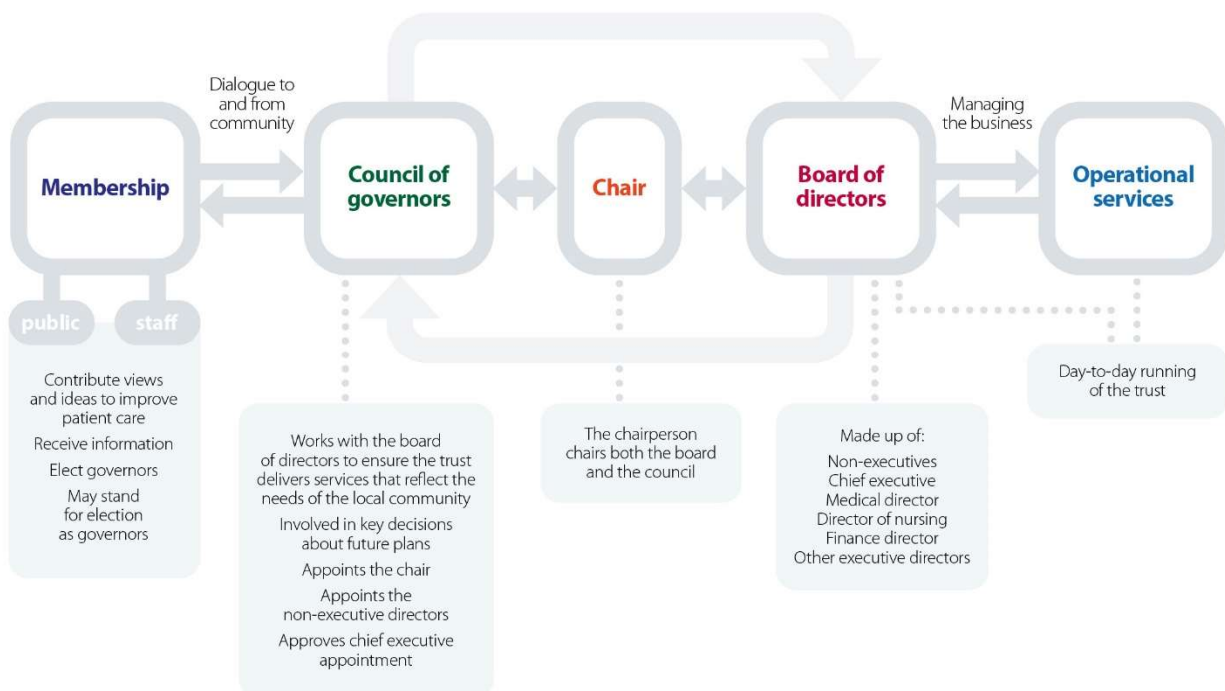 Dialogue to
and from
community
Managing
the business
Membership
Council of
governors
Chair
Board of
directors
Operational
services
public
staff
Contribute views
and ideas to improve
patient care
Receive information
Elect governors
May stand
for election
as governors
Works with the board
of directors to ensure the trust
delivers services that reflect the
needs of the local community
Involved in key decisions
about future plans
Appoints the chair
Appoints the
non-executive directors
Approves chief executive
appointment
The chairperson
chairs both the board
and the council
Made up of:
Non-executives
Chief executive
Medical director
Director of nursing
Finance director
Other executive directors
Day-to-day running
of the trust